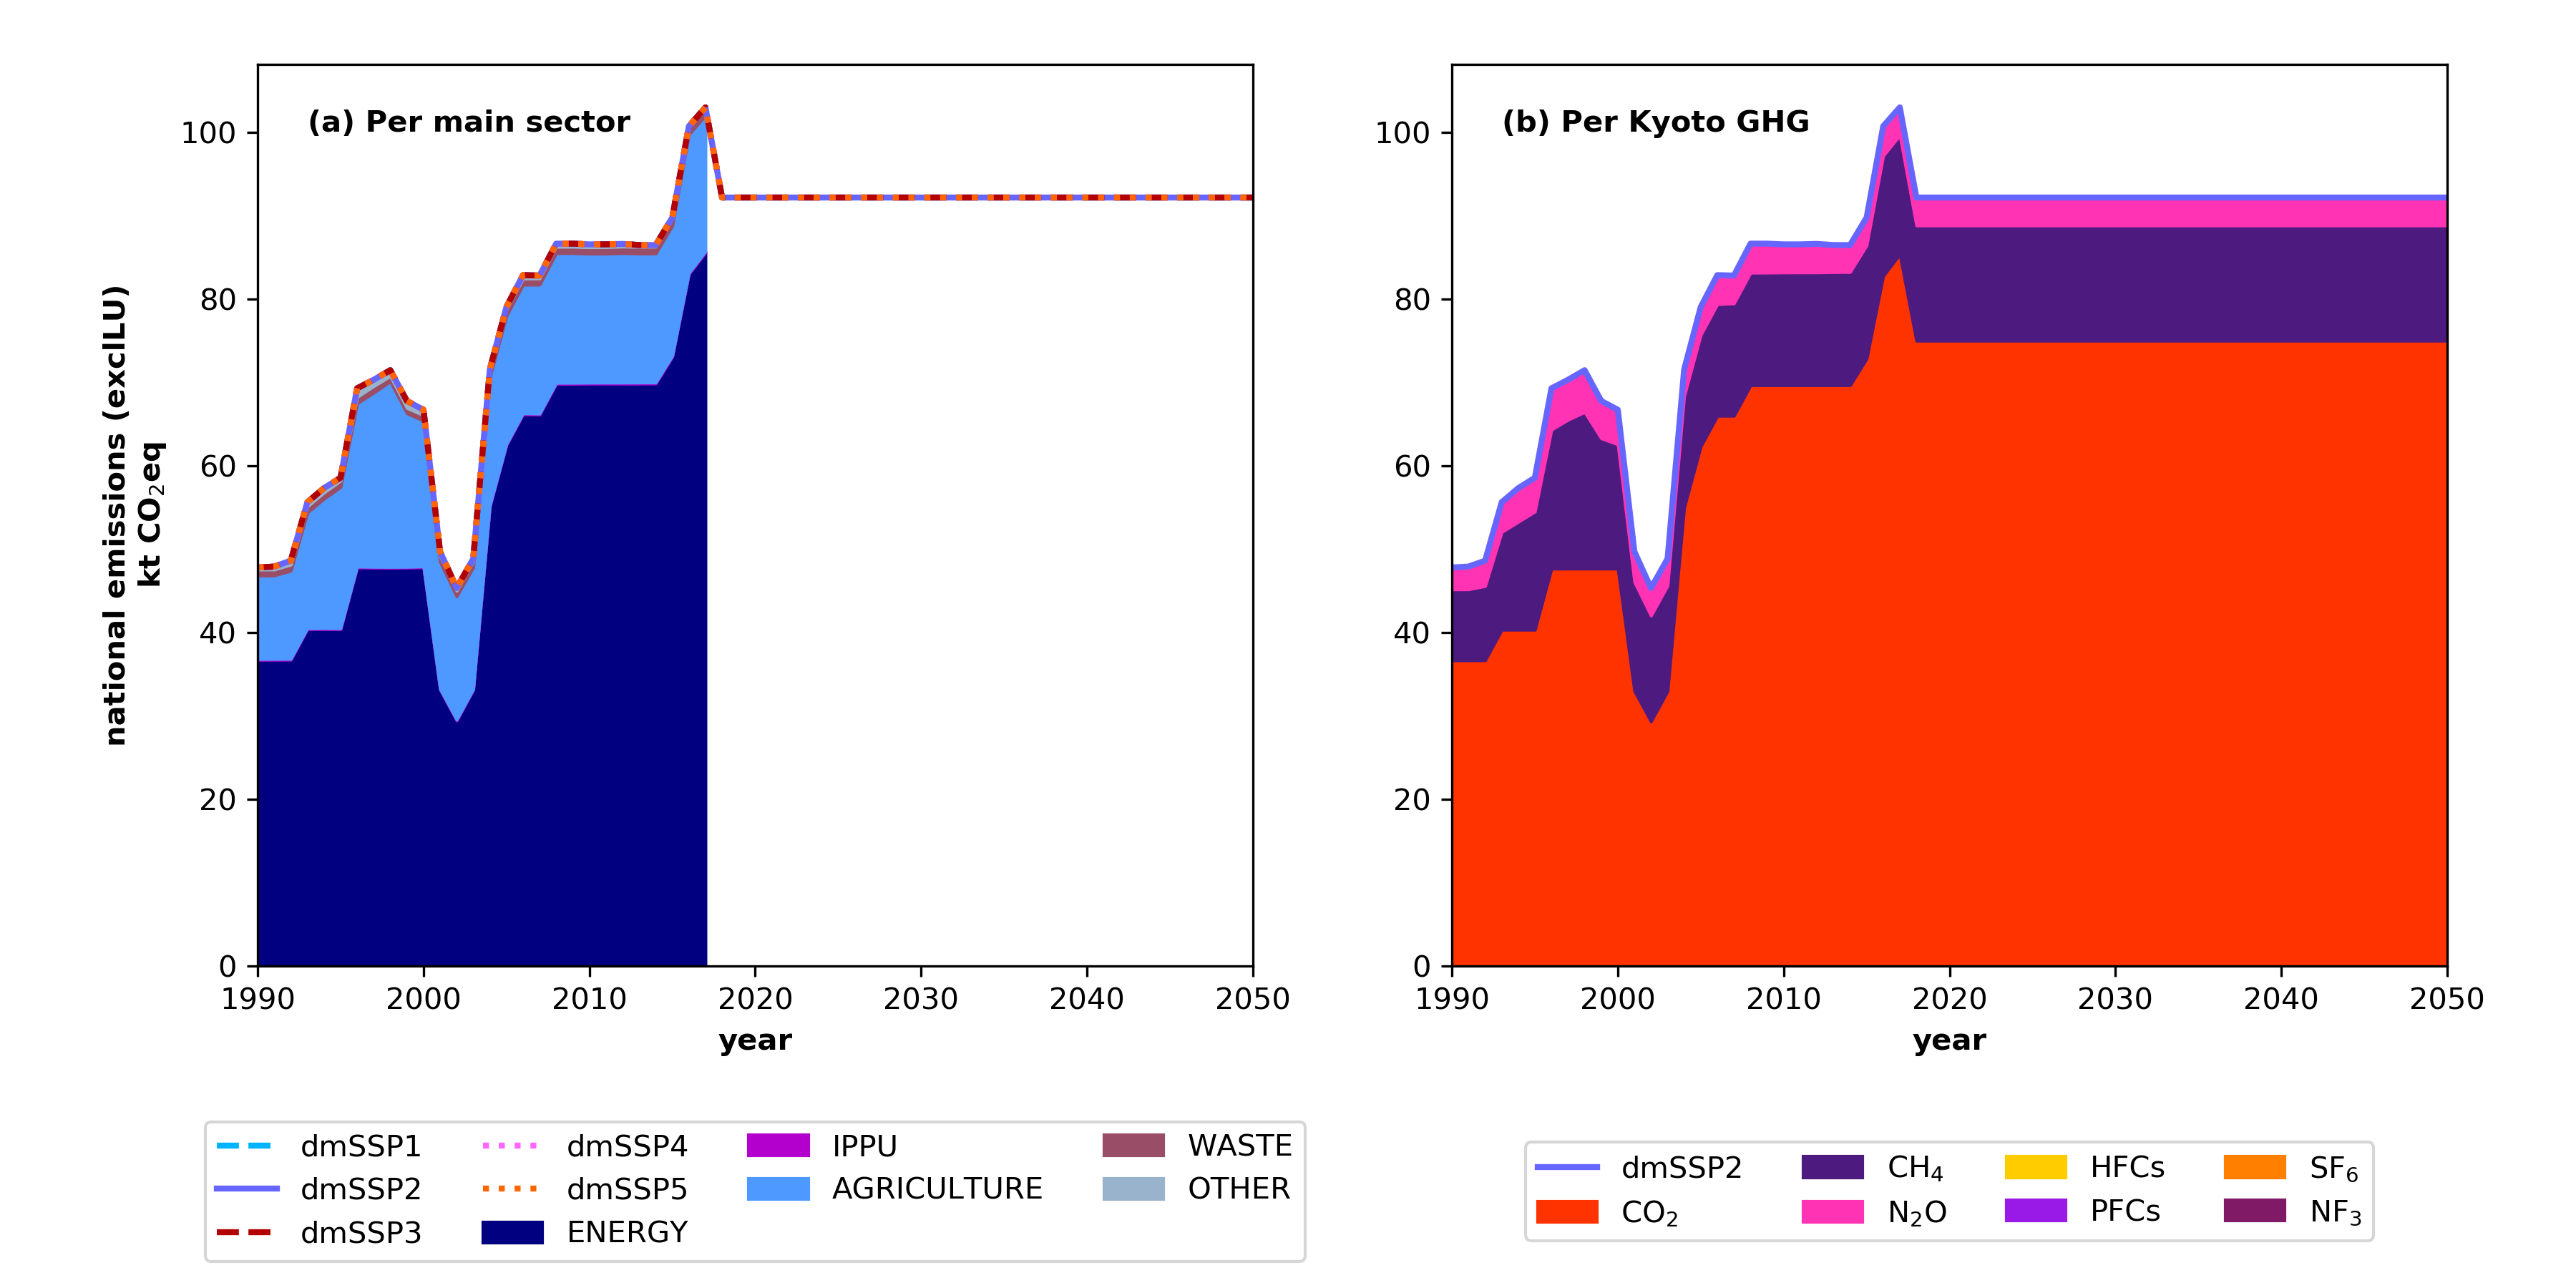 (a) Per main sector
100
80
60
40
20
0
national emissions (exclLU)
kt CO₂eq
1990 2000 2010 2020 2030 2040 2050
year
dmSSP1 dmSSP4 IPPU WASTE
dmSSP2 dmSSP5 AGRICULTURE OTHER
dmSSP3 ENERGY
(b) Per Kyoto GHG
100
80
60
40
20
0
1990 2000 2010 2020 2030 2040 2050
year
dmSSP2 CH₄ HFCs SF₆
CO₂ N₂O PFCs NF₃